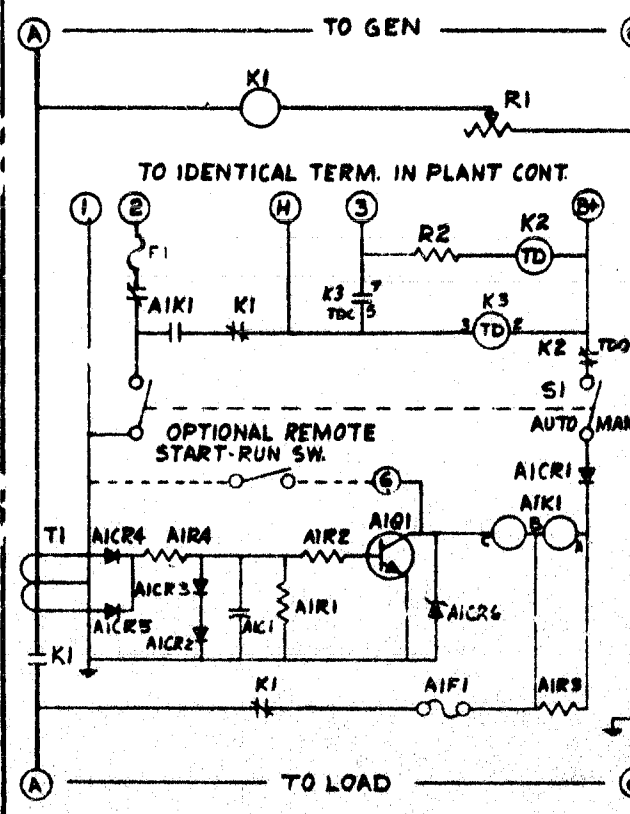 A TO GEN
K1
R1
TO IDENTICAL TERM. IN PLANT CONT.
1 2 H 3 B+
R2 K2
F1 TD
A1K1 K1 K3 7 K3
TDC 5 3 TD 2
K2 TDO
S1
OPTIONAL REMOTE AUTO MAN
START-RUN SW.
6 A1CR1
A1K1
T1 A1CR4 A1R4 A1R2 A1Q1 C B A
A1CR3
A1C1 A1R1 A1CR6
A1CR5 A1CR2
K1
K1 A1F1 A1R3
A TO LOAD